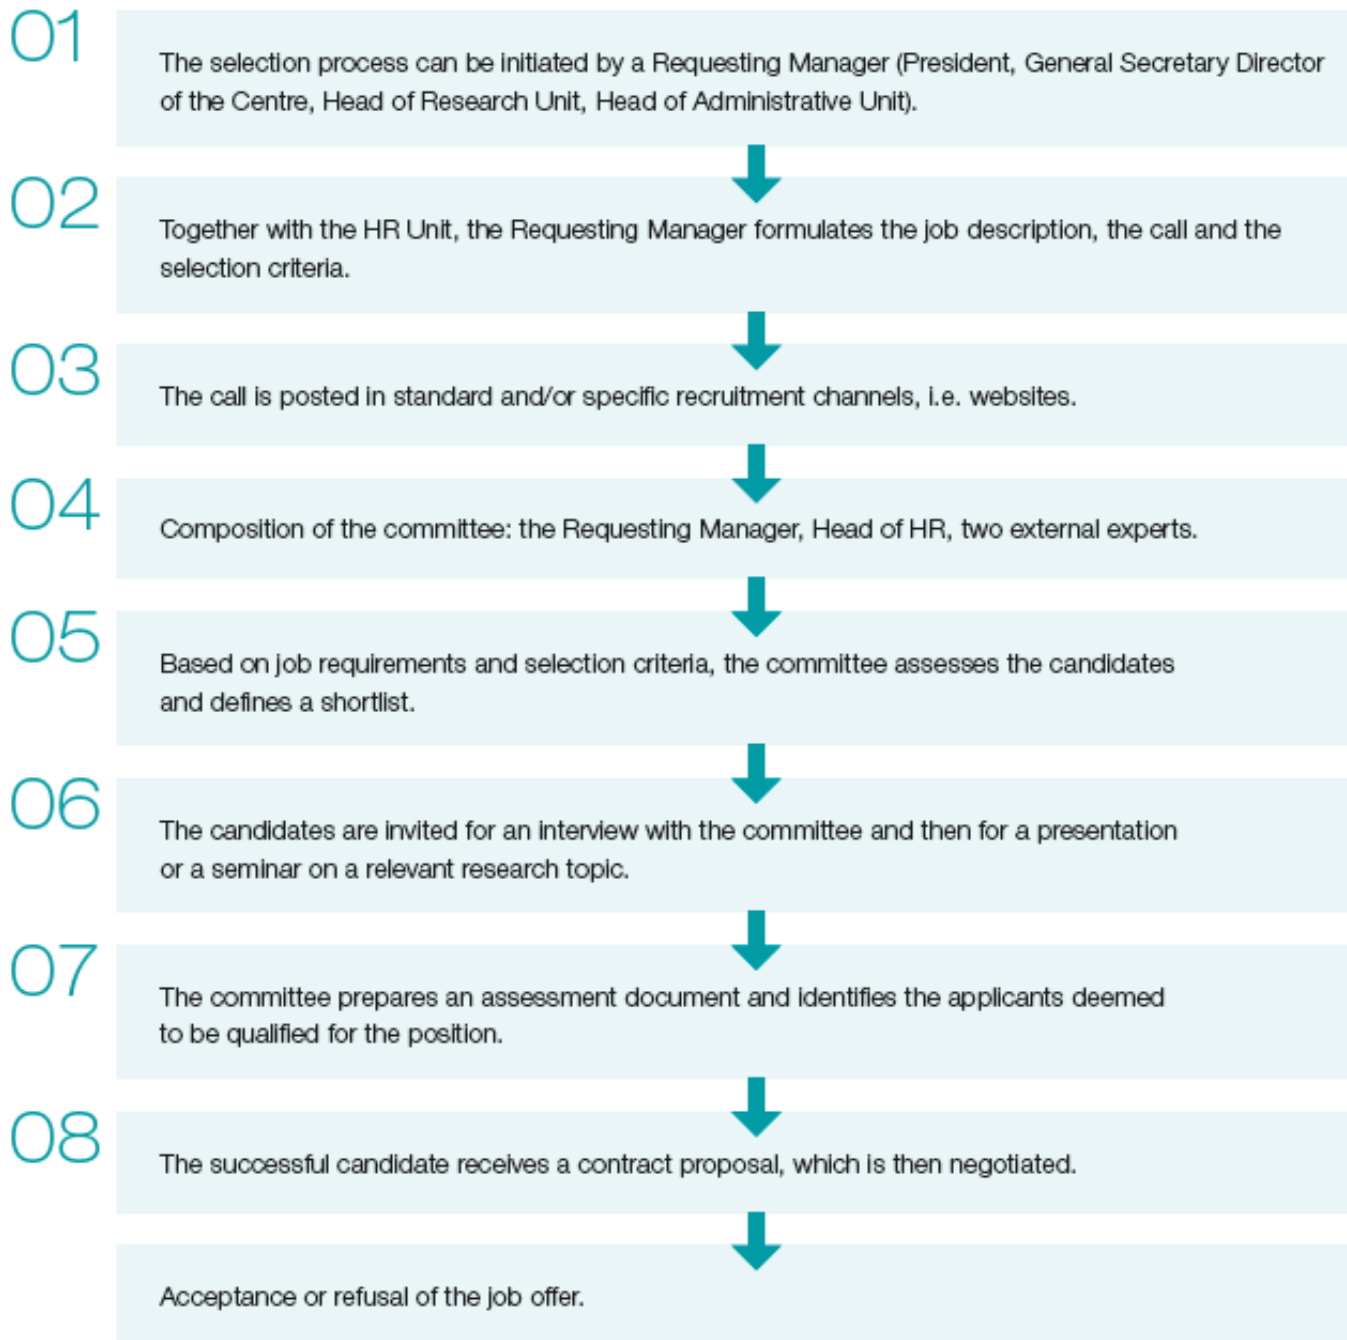 01
The selection process can be initiated by a Requesting Manager (President, General Secretary Director
of the Centre, Head of Research Unit, Head of Administrative Unit).
02
Together with the HR Unit, the Requesting Manager formulates the job description, the call and the
selection criteria.
03
The call is posted in standard and/or specific recruitment channels, i.e. websites.
04
Composition of the committee: the Requesting Manager, Head of HR, two external experts.
05
Based on job requirements and selection criteria, the committee assesses the candidates
and defines a shortlist.
06
The candidates are invited for an interview with the committee and then for a presentation
or a seminar on a relevant research topic.
07
The committee prepares an assessment document and identifies the applicants deemed
to be qualified for the position.
08
The successful candidate receives a contract proposal, which is then negotiated.
Acceptance or refusal of the job offer.